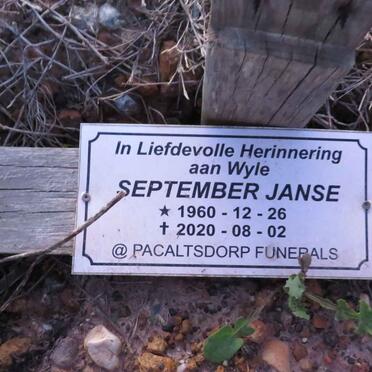 In Liefdevolle Herinnering
aan Wyle
SEPTEMBER JANSE
★ 1960 - 12 - 26
✝ 2020 - 08 - 02
@ PACALTSDORP FUNERALS